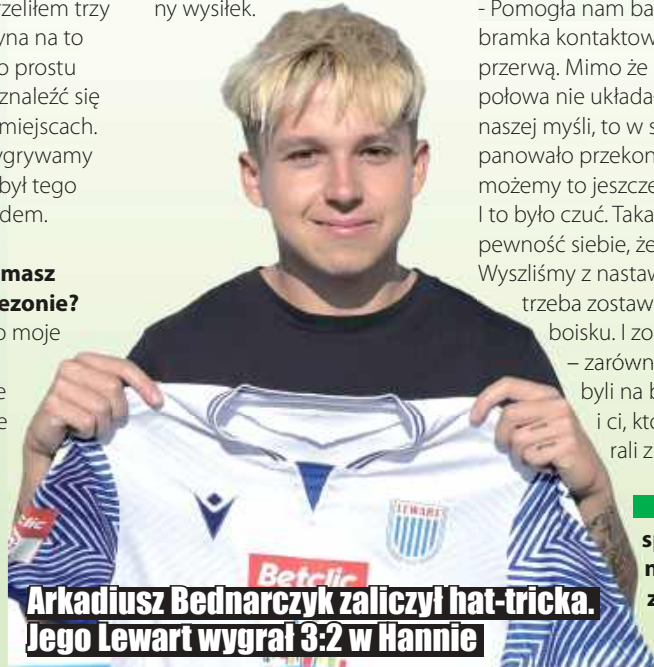 zeliłem trzy
yna na to
o prostu
znaleźć się
miejscach.
ygrywamy
był tego
dem.
masz
ezonie?
o moje
e
e
ny wysiłek.
- Pomogła nam ba
bramka kontaktow
przerwą. Mimo że
połowa nie układał
naszej myśli, to w s
panowało przekon
możemy to jeszcze
I to było czuć. Taka
pewność siebie, że
Wyszliśmy z nastaw
trzeba zostaw
boisku. I zo
– zarówn
byli na b
i ci, któ
rali z
sp
n
z
LEWART
Betclic
Arkadiusz Bednarczyk zaliczył hat-tricka.
Jego Lewart wygrał 3:2 w Hannie